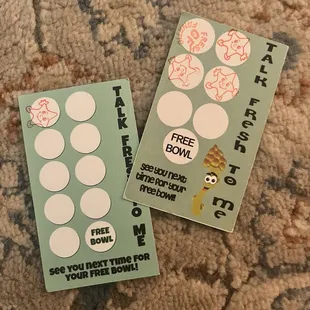 TALK FRESH TO ME
FREE
BOWL
SEE YOU NEXT TIME FOR
YOUR FREE BOWL!
Talk Fresh To me
FREE
BOWL
See you next
time for your
free bowl!